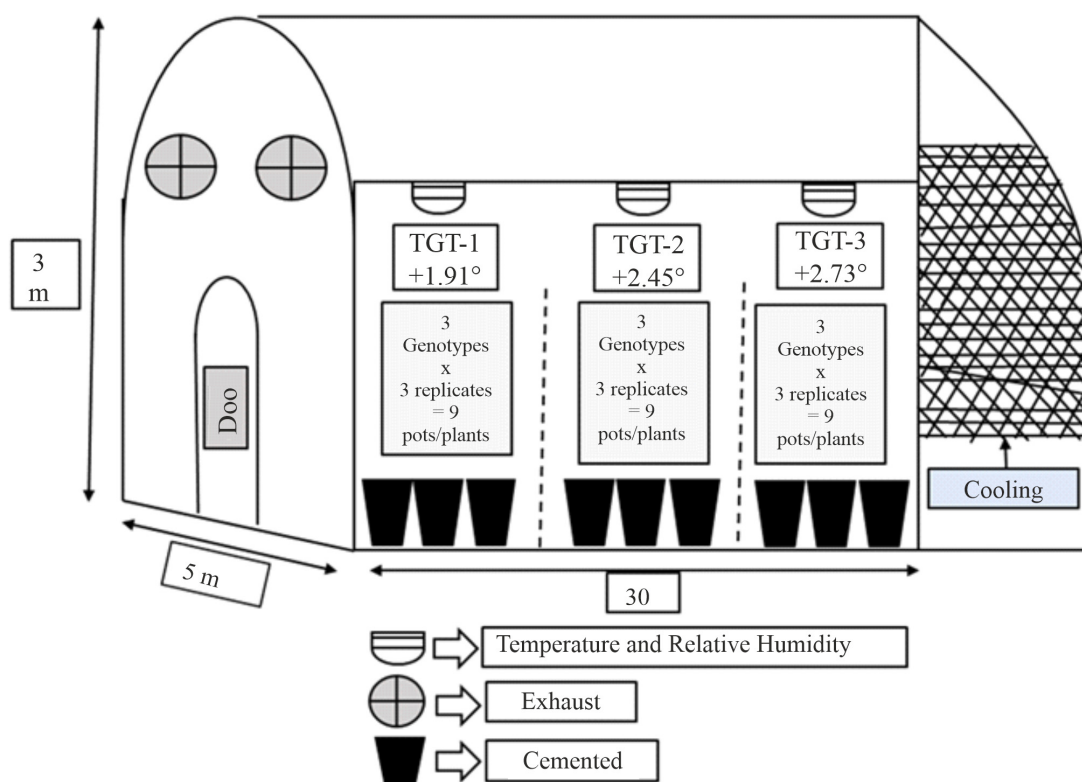 3
m
TGT-1
+1.91°
TGT-2
+2.45°
TGT-3
+2.73°
3
Genotypes
x
3 replicates
= 9
pots/plants
3
Genotypes
x
3 replicates
= 9
pots/plants
3
Genotypes
x
3 replicates
= 9
pots/plants
Doo
Cooling
5 m
30
Temperature and Relative Humidity
Exhaust
Cemented